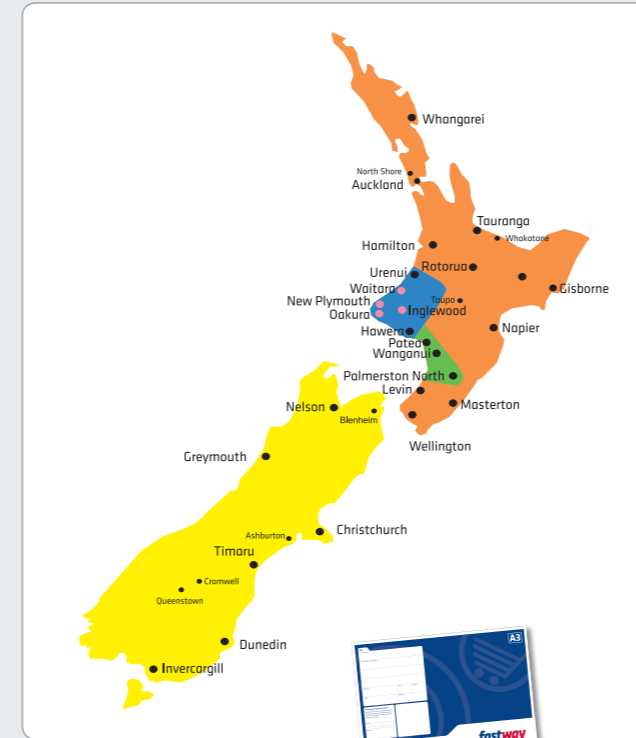 Whangarei
North Shore
Auckland
Tauranga
Whakatane
Hamilton
Urenui
Rotorua
Waitara
Gisborne
New Plymouth
Taupo
Oakura
Inglewood
Hawera
Napier
Patea
Wanganui
Palmerston North
Levin
Masterton
Nelson
Blenheim
Wellington
Greymouth
Ashburton
Christchurch
Timaru
Cromwell
Queenstown
Dunedin
Invercargill
A3
fastway